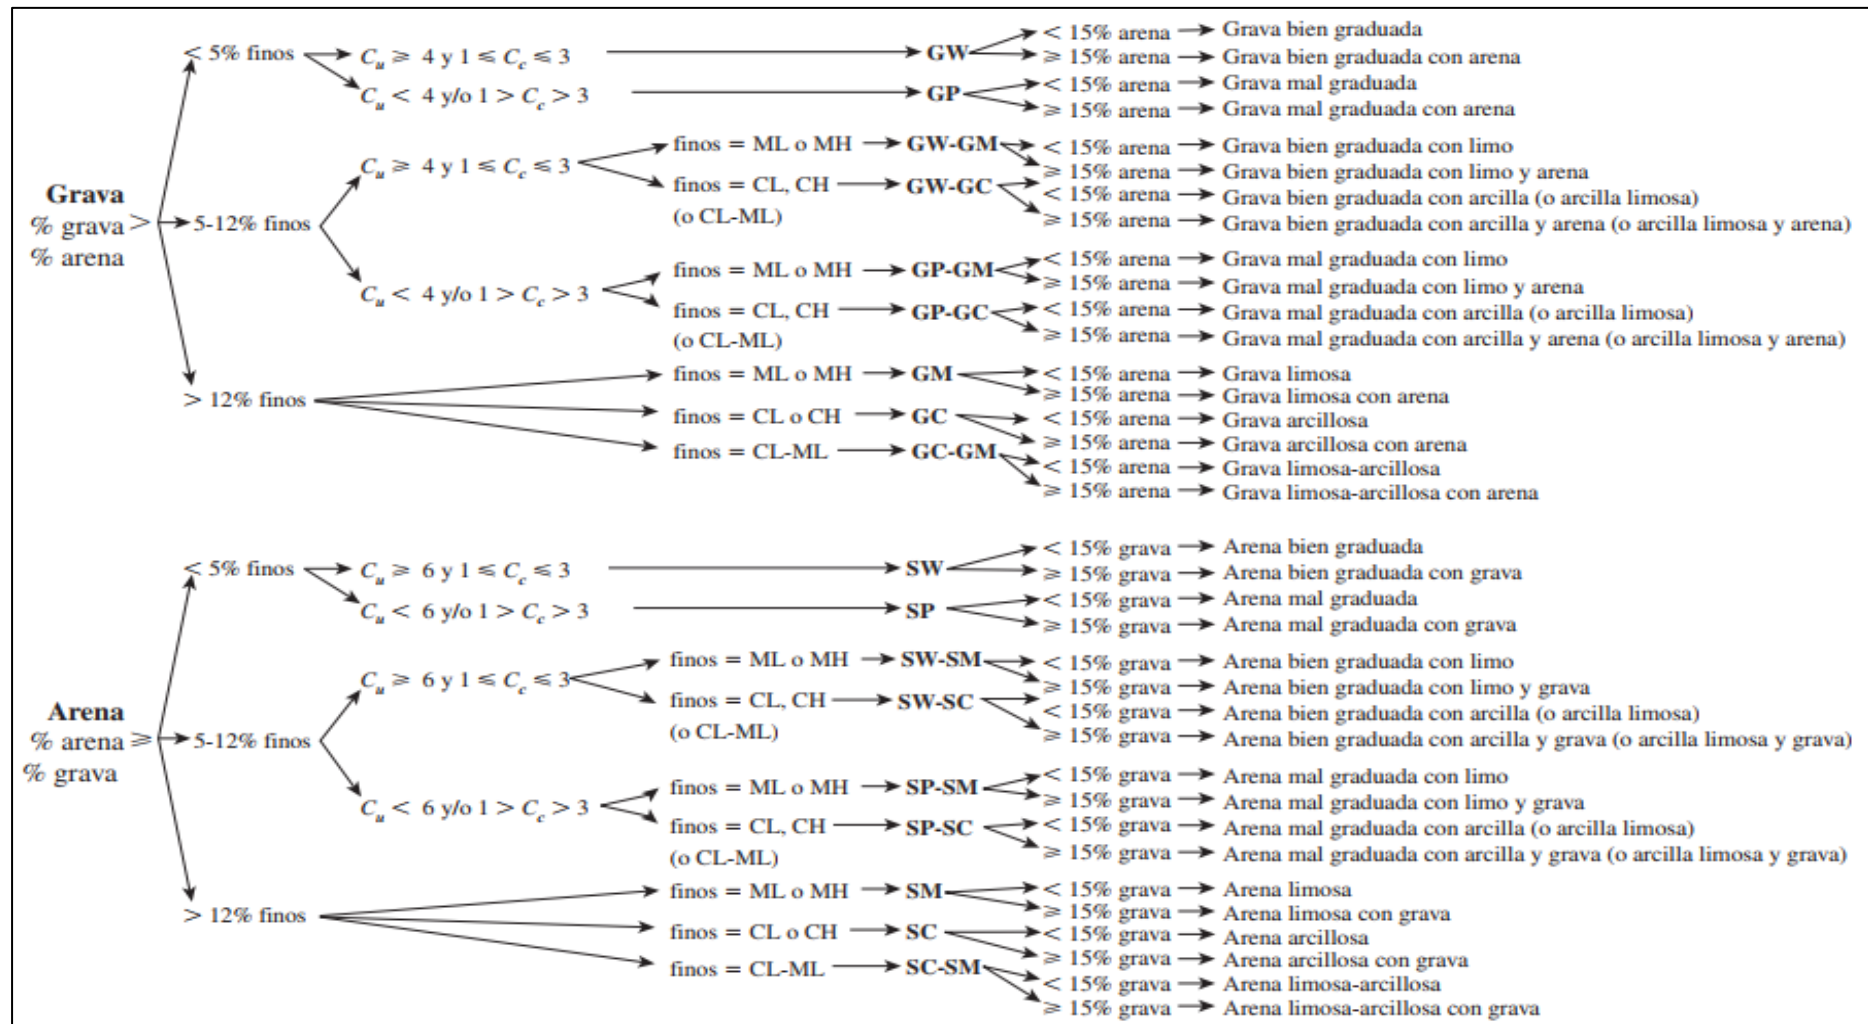 < 5% finos
Cu ≥ 4 y 1 ≤ Cc ≤ 3
GW
< 15% arena
Grava bien graduada
≥ 15% arena
Grava bien graduada con arena
Cu < 4 y/o 1 > Cc > 3
GP
< 15% arena
Grava mal graduada
≥ 15% arena
Grava mal graduada con arena
Grava
% grava >
% arena
5-12% finos
Cu ≥ 4 y 1 ≤ Cc ≤ 3
finos = ML o MH
GW-GM
< 15% arena
Grava bien graduada con limo
≥ 15% arena
Grava bien graduada con limo y arena
finos = CL, CH
(o CL-ML)
GW-GC
< 15% arena
Grava bien graduada con arcilla (o arcilla limosa)
≥ 15% arena
Grava bien graduada con arcilla y arena (o arcilla limosa y arena)
Cu < 4 y/o 1 > Cc > 3
finos = ML o MH
GP-GM
< 15% arena
Grava mal graduada con limo
≥ 15% arena
Grava mal graduada con limo y arena
finos = CL, CH
(o CL-ML)
GP-GC
< 15% arena
Grava mal graduada con arcilla (o arcilla limosa)
≥ 15% arena
Grava mal graduada con arcilla y arena (o arcilla limosa y arena)
> 12% finos
finos = ML o MH
GM
< 15% arena
Grava limosa
≥ 15% arena
Grava limosa con arena
finos = CL o CH
GC
< 15% arena
Grava arcillosa
≥ 15% arena
Grava arcillosa con arena
finos = CL-ML
GC-GM
< 15% arena
Grava limosa-arcillosa
≥ 15% arena
Grava limosa-arcillosa con arena
< 5% finos
Cu ≥ 6 y 1 ≤ Cc ≤ 3
SW
< 15% grava
Arena bien graduada
≥ 15% grava
Arena bien graduada con grava
Cu < 6 y/o 1 > Cc > 3
SP
< 15% grava
Arena mal graduada
≥ 15% grava
Arena mal graduada con grava
Arena
% arena ≥
% grava
5-12% finos
Cu ≥ 6 y 1 ≤ Cc ≤ 3
finos = ML o MH
SW-SM
< 15% grava
Arena bien graduada con limo
≥ 15% grava
Arena bien graduada con limo y grava
finos = CL, CH
(o CL-ML)
SW-SC
< 15% grava
Arena bien graduada con arcilla (o arcilla limosa)
≥ 15% grava
Arena bien graduada con arcilla y grava (o arcilla limosa y grava)
Cu < 6 y/o 1 > Cc > 3
finos = ML o MH
SP-SM
< 15% grava
Arena mal graduada con limo
≥ 15% grava
Arena mal graduada con limo y grava
finos = CL, CH
(o CL-ML)
SP-SC
< 15% grava
Arena mal graduada con arcilla (o arcilla limosa)
≥ 15% grava
Arena mal graduada con arcilla y grava (o arcilla limosa y grava)
> 12% finos
finos = ML o MH
SM
< 15% grava
Arena limosa
≥ 15% grava
Arena limosa con grava
finos = CL o CH
SC
< 15% grava
Arena arcillosa
≥ 15% grava
Arena arcillosa con grava
finos = CL-ML
SC-SM
< 15% grava
Arena limosa-arcillosa
≥ 15% grava
Arena limosa-arcillosa con grava